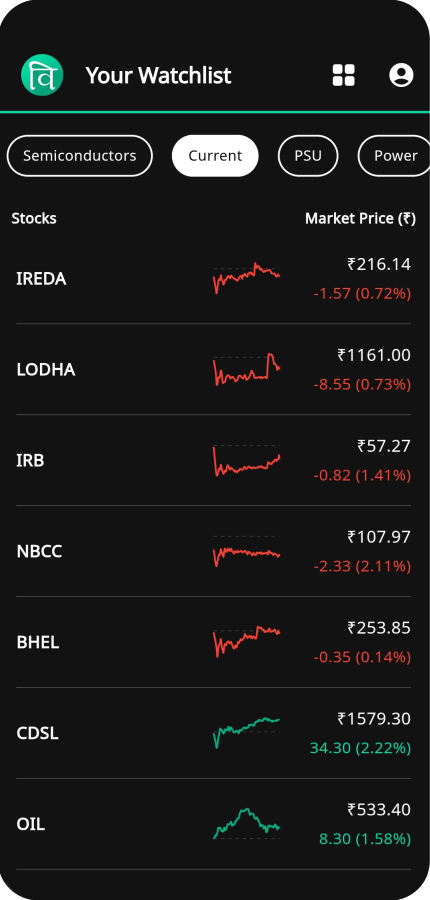 वि Your Watchlist
Semiconductors Current PSU Power
Stocks Market Price (₹)
IREDA ₹216.14
-1.57 (0.72%)
LODHA ₹1161.00
-8.55 (0.73%)
IRB ₹57.27
-0.82 (1.41%)
NBCC ₹107.97
-2.33 (2.11%)
BHEL ₹253.85
-0.35 (0.14%)
CDSL ₹1579.30
34.30 (2.22%)
OIL ₹533.40
8.30 (1.58%)